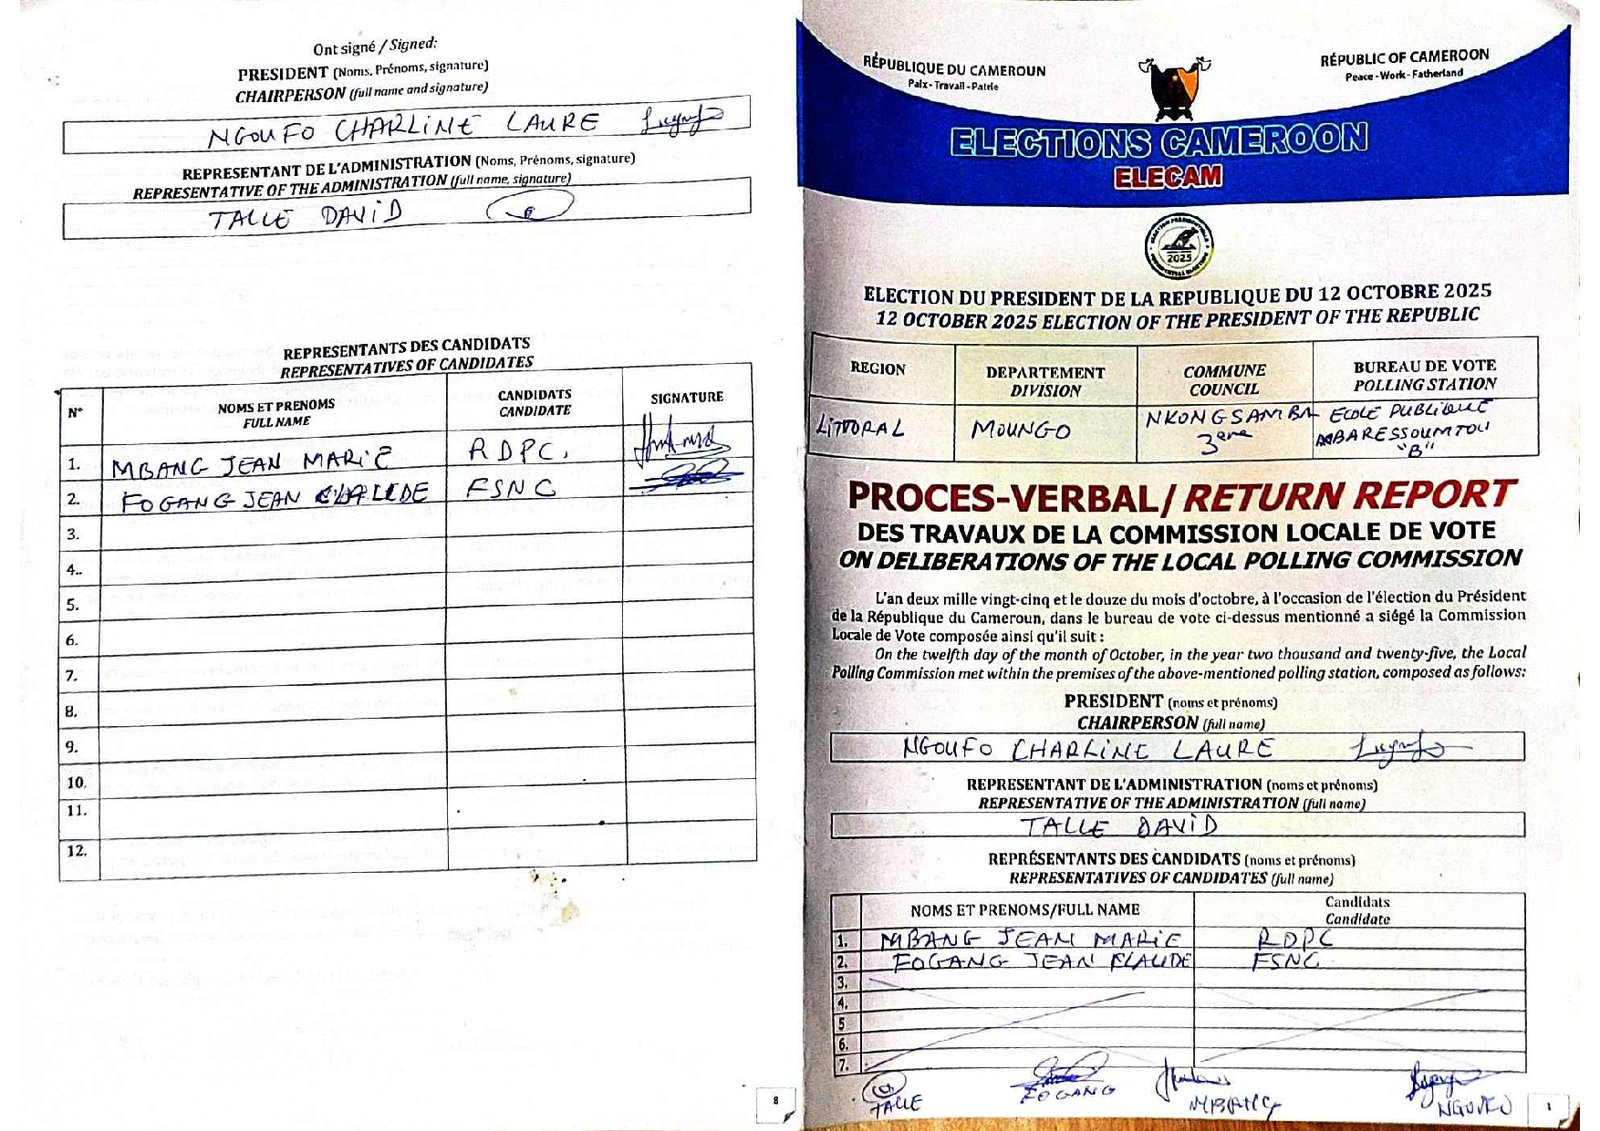 Ont signé / Signed:
PRESIDENT (Noms, Prénoms, signature)
CHAIRPERSON (full name and signature)
NGOUFO CHARLINE LAURE
REPRESENTANT DE L'ADMINISTRATION (Noms, Prénoms, signature)
REPRESENTATIVE OF THE ADMINISTRATION (full name, signature)
TALLE DAVID
REPRESENTANTS DES CANDIDATS
REPRESENTATIVES OF CANDIDATES
N° NOMS ET PRENOMS FULL NAME CANDIDATS CANDIDATE SIGNATURE
1. MBANG JEAN MARIE RDPC.
2. FOGANG JEAN CLAUDE FSNC
3.
4..
5.
6.
7.
8.
9.
10.
11.
12.
8
RÉPUBLIQUE DU CAMEROUN
Paix - Travail - Patrie
RÉPUBLIC OF CAMEROON
Peace - Work - Fatherland
ELECTIONS CAMEROON
ELECAM
2025
ELECTION DU PRESIDENT DE LA REPUBLIQUE DU 12 OCTOBRE 2025
12 OCTOBER 2025 ELECTION OF THE PRESIDENT OF THE REPUBLIC
REGION DEPARTEMENT DIVISION COMMUNE COUNCIL BUREAU DE VOTE POLLING STATION
LITTORAL MOUNGO NKONGSAMBA 3eme ECOLE PUBLIQUE MBARESSOUMTOU "B"
PROCES-VERBAL/ RETURN REPORT
DES TRAVAUX DE LA COMMISSION LOCALE DE VOTE
ON DELIBERATIONS OF THE LOCAL POLLING COMMISSION
L'an deux mille vingt-cinq et le douze du mois d'octobre, à l'occasion de l'élection du Président
de la République du Cameroun, dans le bureau de vote ci-dessus mentionné a siégé la Commission
Locale de Vote composée ainsi qu'il suit :
On the twelfth day of the month of October, in the year two thousand and twenty-five, the Local
Polling Commission met within the premises of the above-mentioned polling station, composed as follows:
PRESIDENT (noms et prénoms)
CHAIRPERSON (full name)
NGOUFO CHARLINE LAURE
REPRESENTANT DE L'ADMINISTRATION (noms et prénoms)
REPRESENTATIVE OF THE ADMINISTRATION (full name)
TALLE DAVID
REPRÉSENTANTS DES CANDIDATS (noms et prénoms)
REPRESENTATIVES OF CANDIDATES (full name)
NOMS ET PRENOMS/FULL NAME Candidats Candidate
1. MBANG JEAN MARIE RDPC
2. FOGANG JEAN CLAUDE FSNC
3.
4.
5
6.
7.
TALLE FOGANG MBANG NGOUFO
1